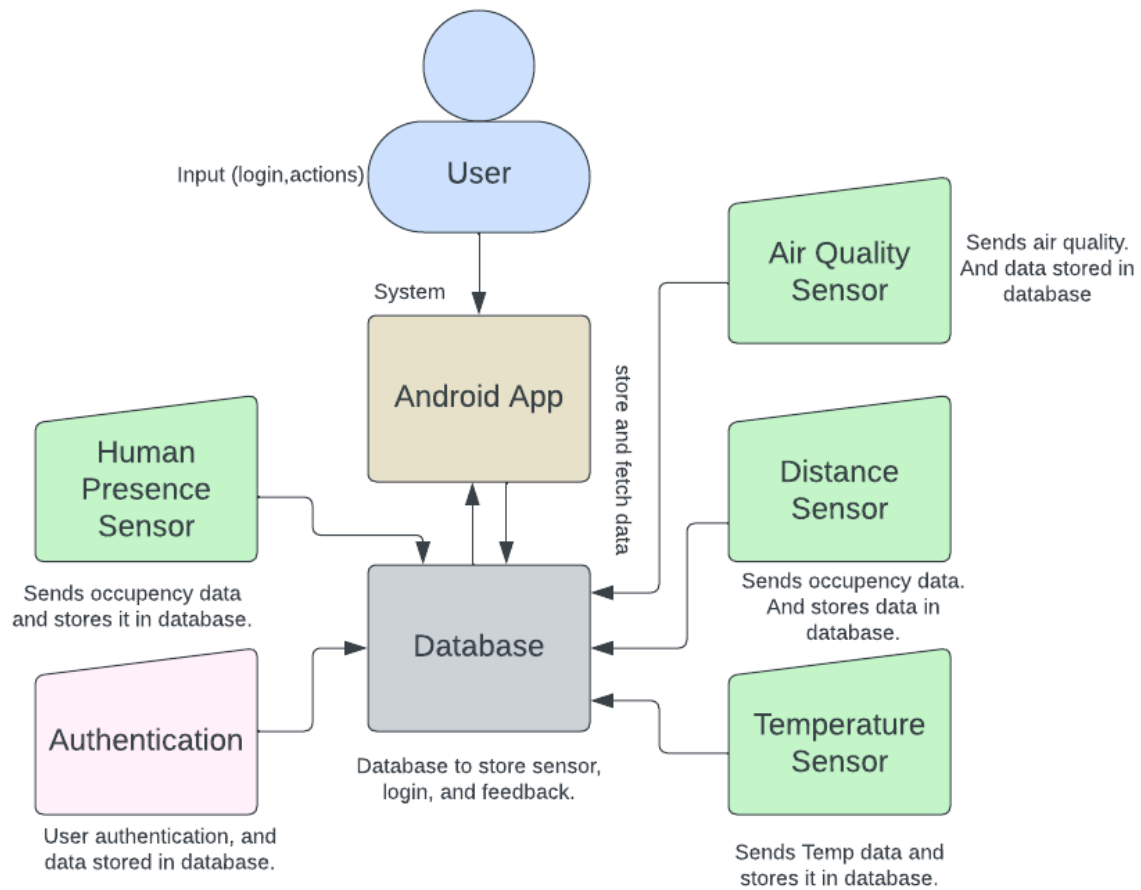 User
Input (login,actions)
System
Android App
store and fetch data
Air Quality
Sensor
Sends air quality.
And data stored in
database
Human
Presence
Sensor
Sends occupancy data
and stores it in database.
Distance
Sensor
Sends occupancy data.
And stores data in
database.
Database
Database to store sensor,
login, and feedback.
Authentication
User authentication, and
data stored in database.
Temperature
Sensor
Sends Temp data and
stores it in database.